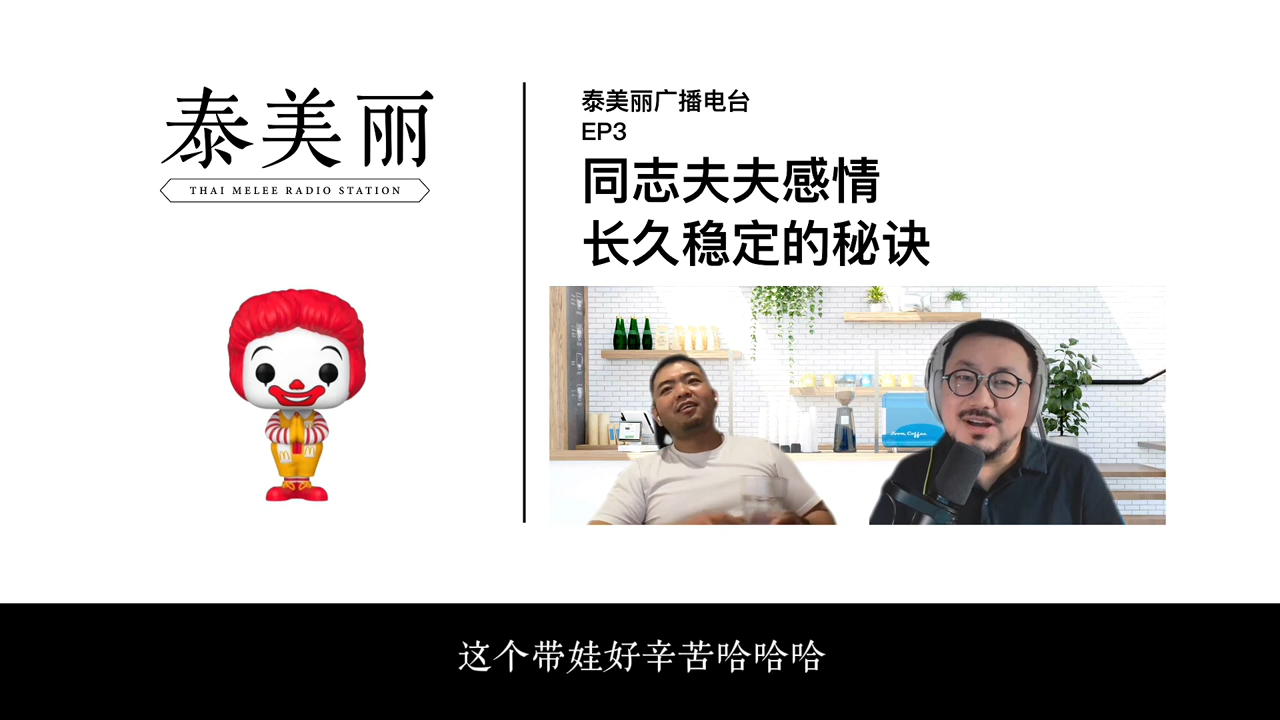 泰美丽
THAI MELEE RADIO STATION
泰美丽广播电台
EP3
同志夫夫感情
长久稳定的秘诀
这个带娃好辛苦哈哈哈